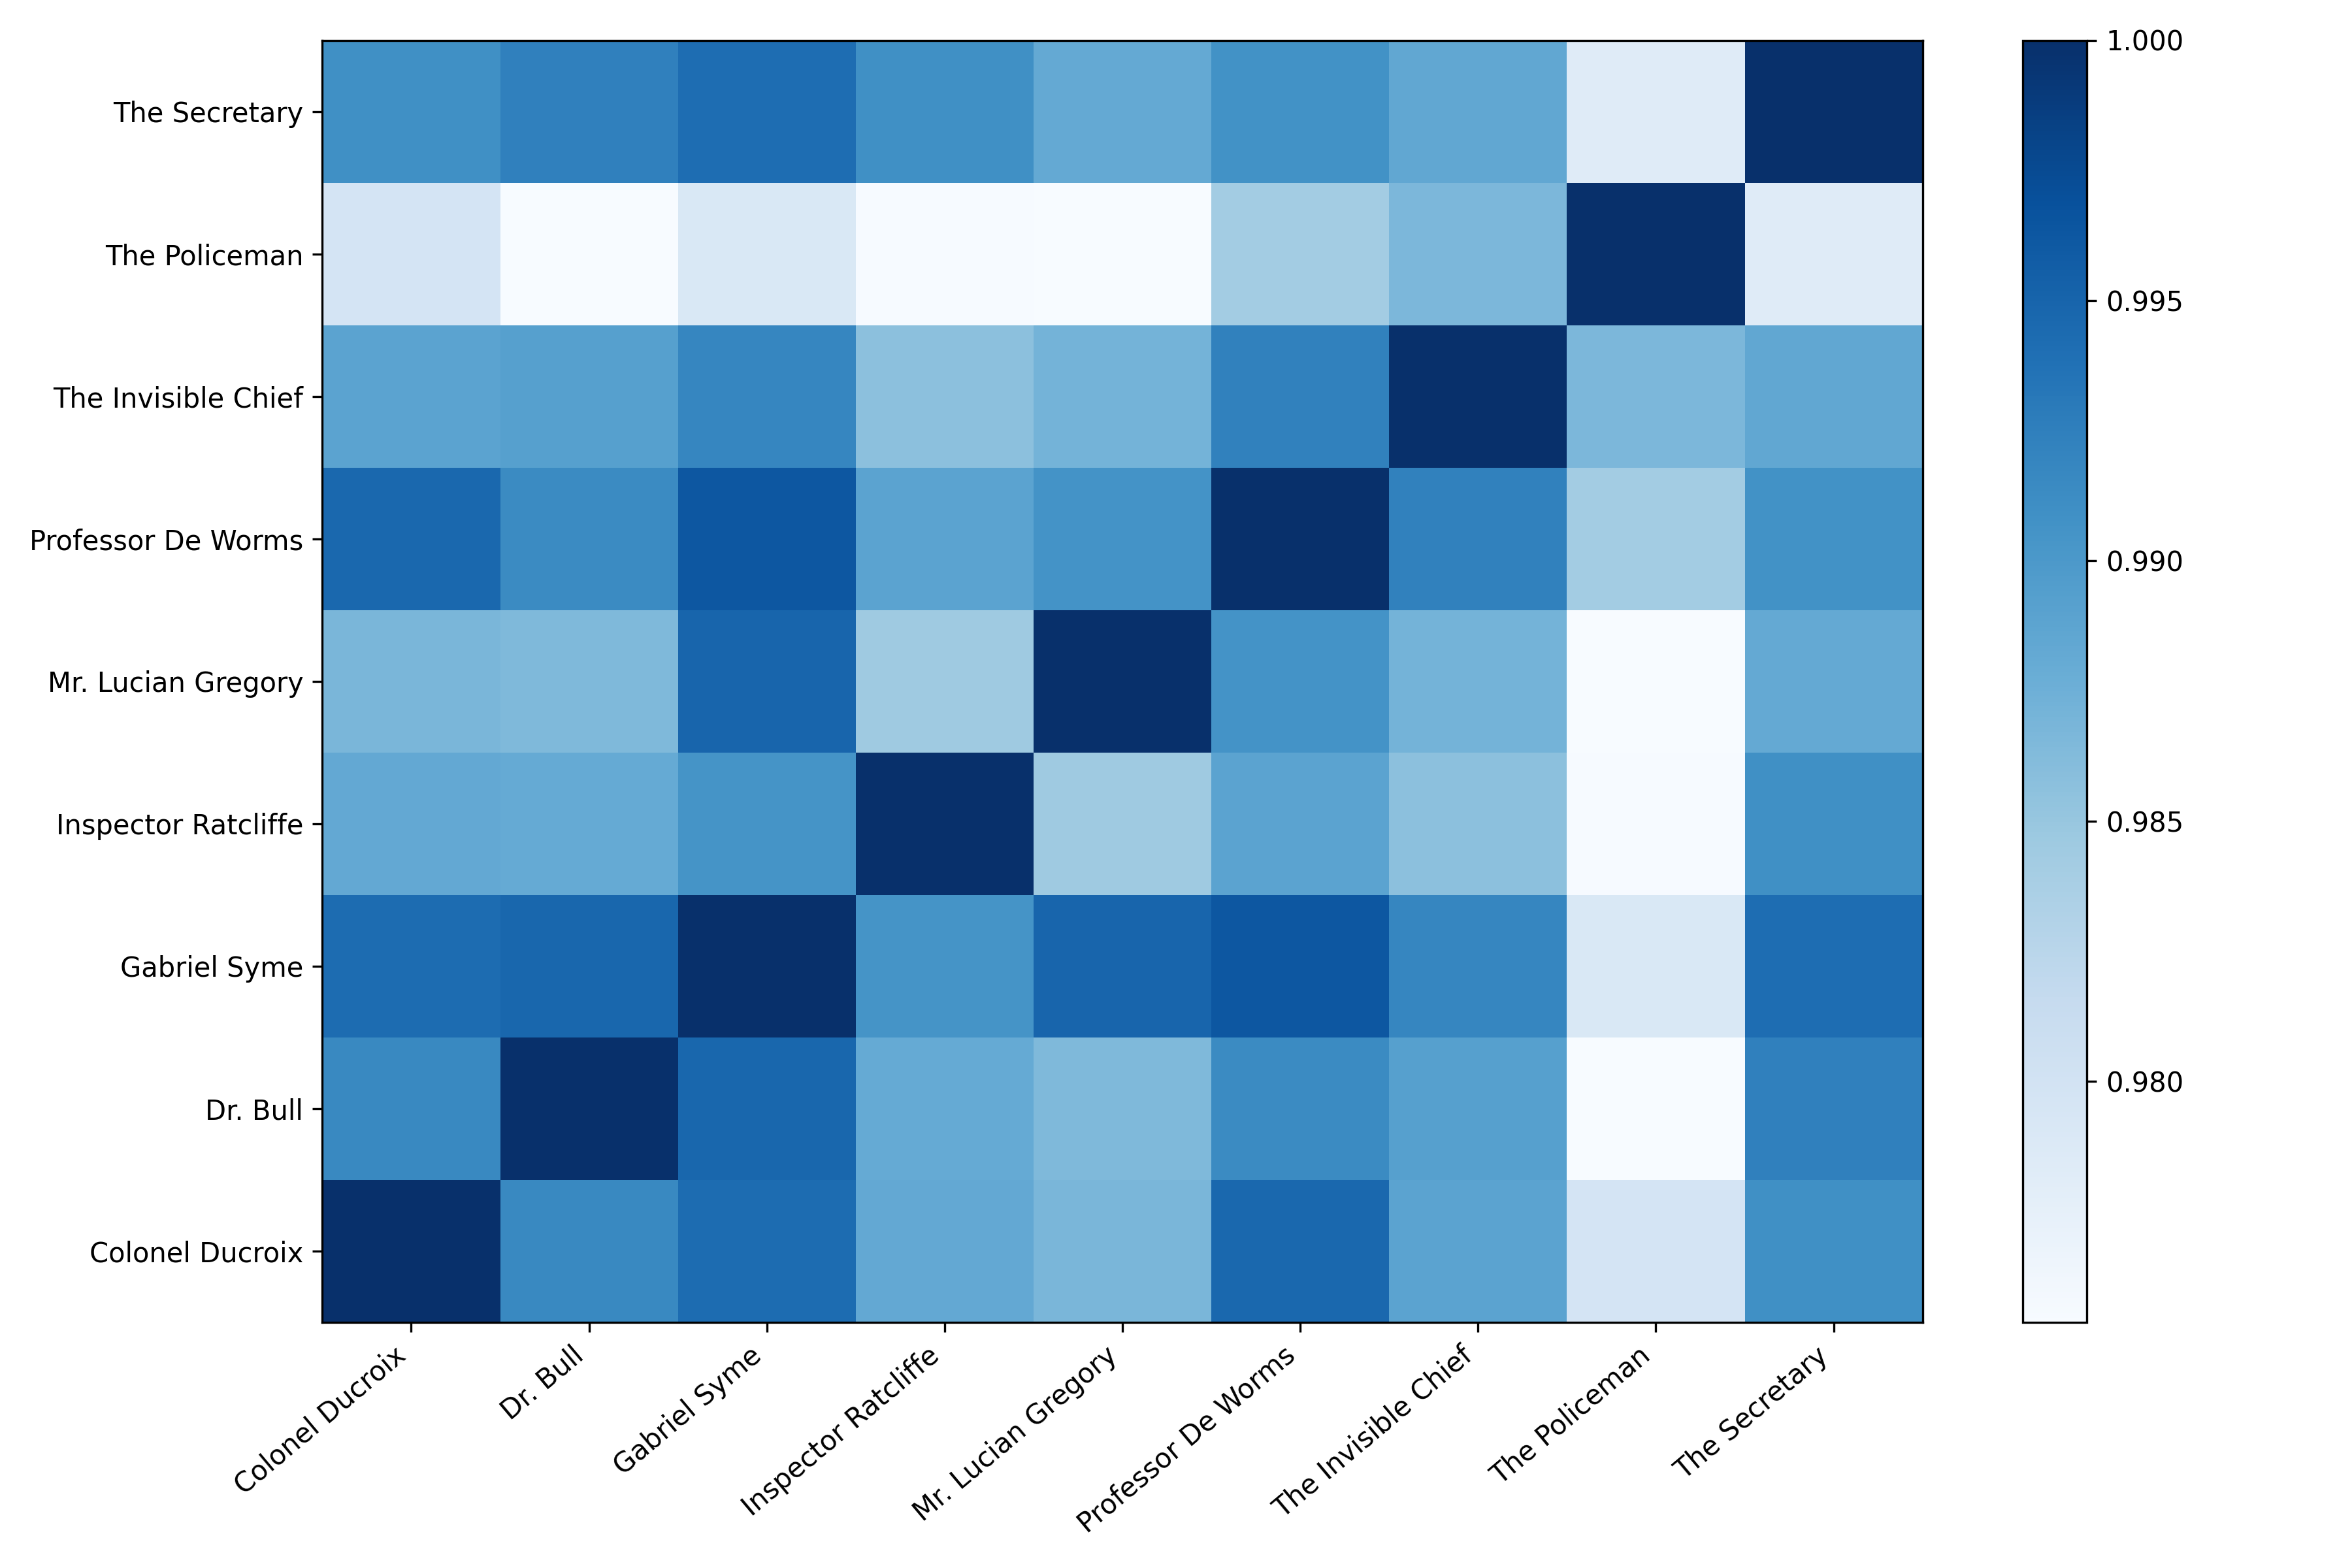 The Secretary
The Policeman
The Invisible Chief
Professor De Worms
Mr. Lucian Gregory
Inspector Ratcliffe
Gabriel Syme
Dr. Bull
Colonel Ducroix
Colonel Ducroix
Dr. Bull
Gabriel Syme
Inspector Ratcliffe
Mr. Lucian Gregory
Professor De Worms
The Invisible Chief
The Policeman
The Secretary
1.000
0.995
0.990
0.985
0.980